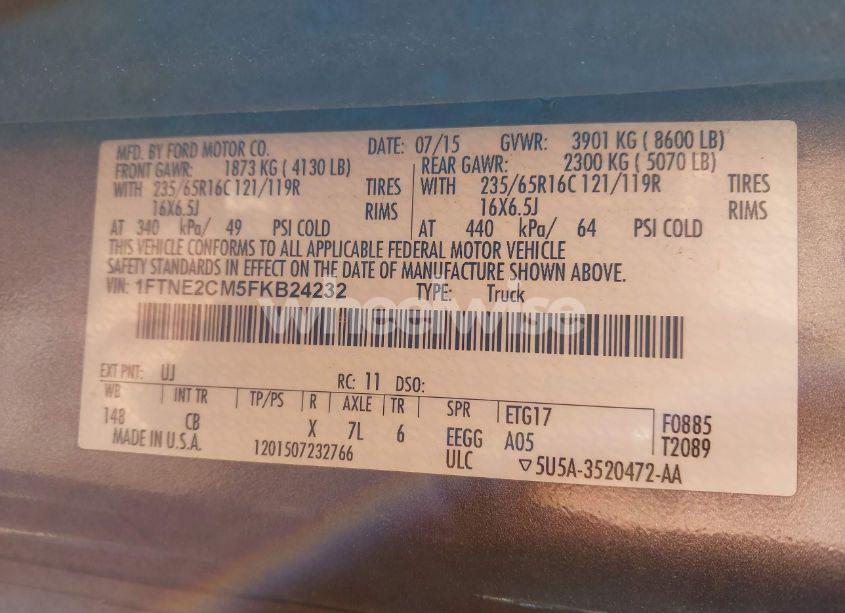 MFD. BY FORD MOTOR CO. DATE: 07/15 GVWR: 3901 KG ( 8600 LB)
FRONT GAWR: 1873 KG ( 4130 LB) REAR GAWR: 2300 KG ( 5070 LB)
WITH 235/65R16C 121/119R TIRES WITH 235/65R16C 121/119R TIRES
16X6.5J RIMS 16X6.5J RIMS
AT 340 kPa/ 49 PSI COLD AT 440 kPa/ 64 PSI COLD
THIS VEHICLE CONFORMS TO ALL APPLICABLE FEDERAL MOTOR VEHICLE
SAFETY STANDARDS IN EFFECT ON THE DATE OF MANUFACTURE SHOWN ABOVE.
VIN: 1FTNE2CM5FKB24232 TYPE: Truck
wheelwise
EXT PNT: UJ RC: 11 DSO:
WB INT TR TP/PS R AXLE TR SPR ETG17 F0885
148 CB X 7L 6 EEGG A05 T2089
MADE IN U.S.A. 1201507232766 ULC ▽5U5A-3520472-AA